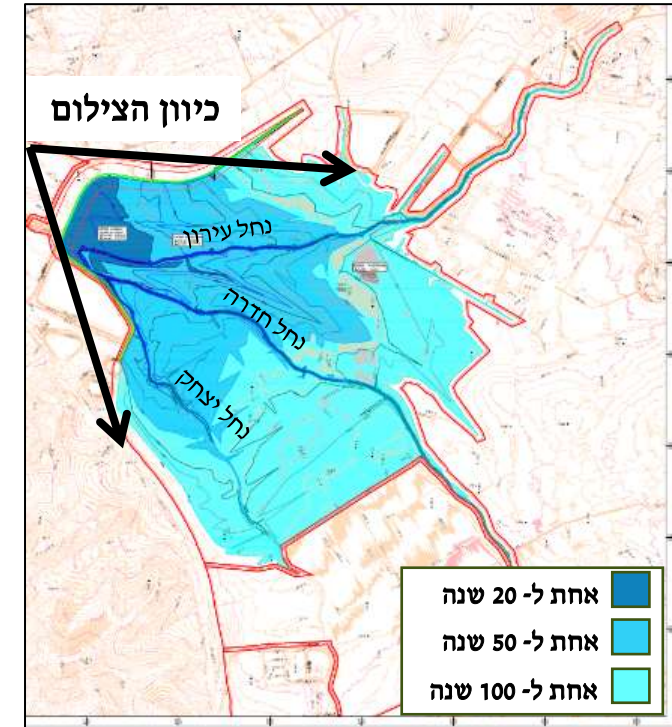 כיוון הצילום
נחל עירון
נחל חדרה
נחל יצחק
אחת ל- 20 שנה
אחת ל- 50 שנה
אחת ל- 100 שנה